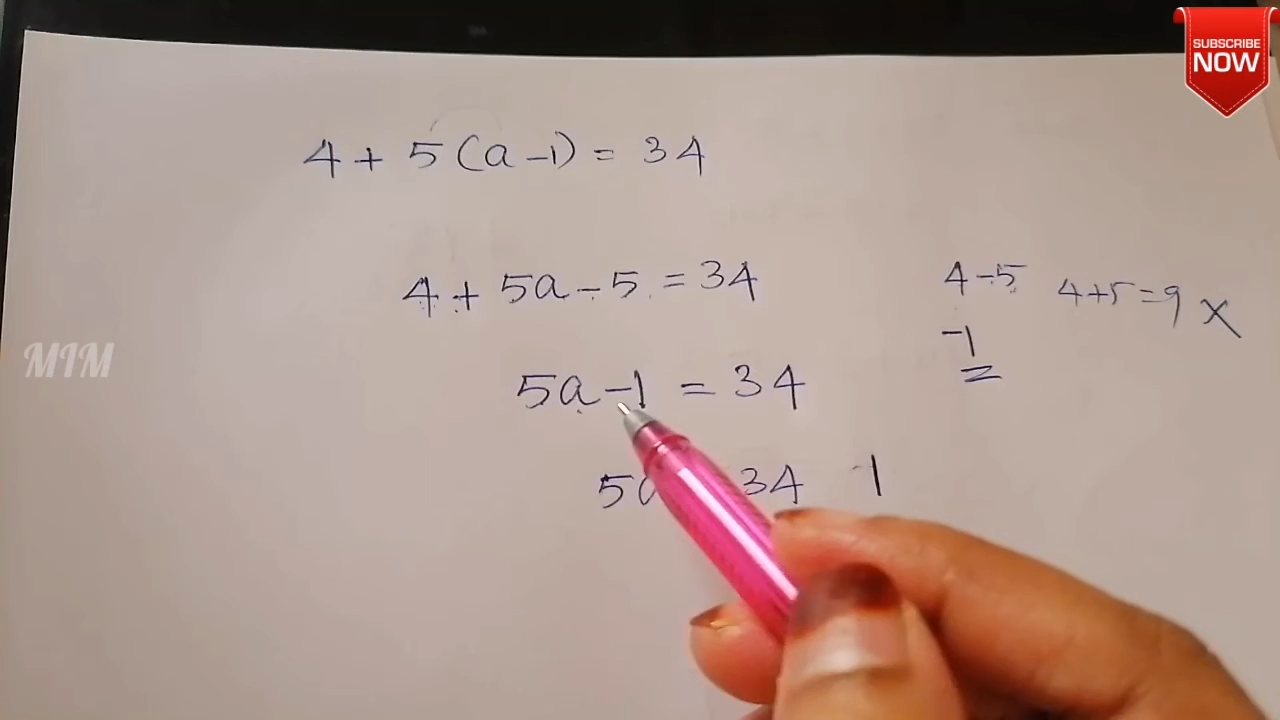 SUBSCRIBE
NOW
4 + 5(a-1) = 34
4 + 5a - 5 = 34
4-5
4+5=9 X
-1
MIM
5a-1 = 34
34 1